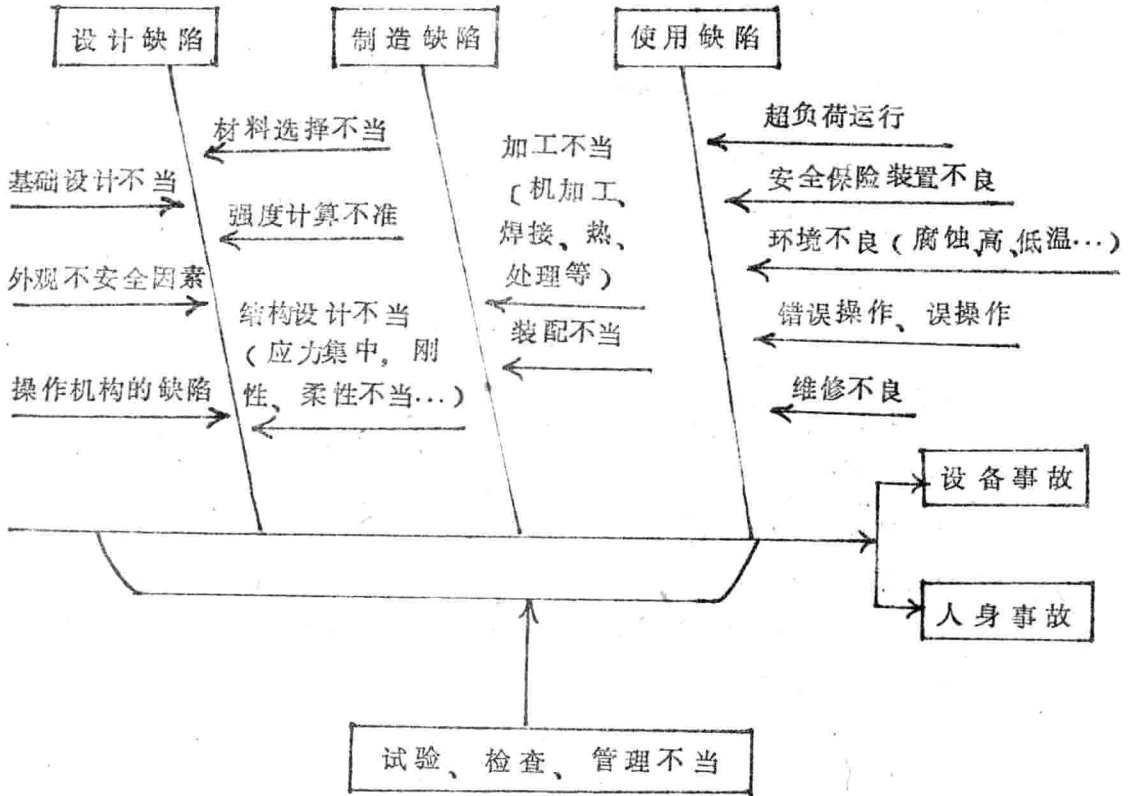 设计缺陷
制造缺陷
使用缺陷
材料选择不当
基础设计不当
强度计算不准
外观不安全因素
结构设计不当
(应力集中，刚
性、柔性不当…)
操作机构的缺陷
加工不当
(机加工、
焊接、热、
处理等)
装配不当
超负荷运行
安全保险装置不良
环境不良(腐蚀、高、低温…)
错误操作、误操作
维修不良
设备事故
人身事故
试验、检查、管理不当